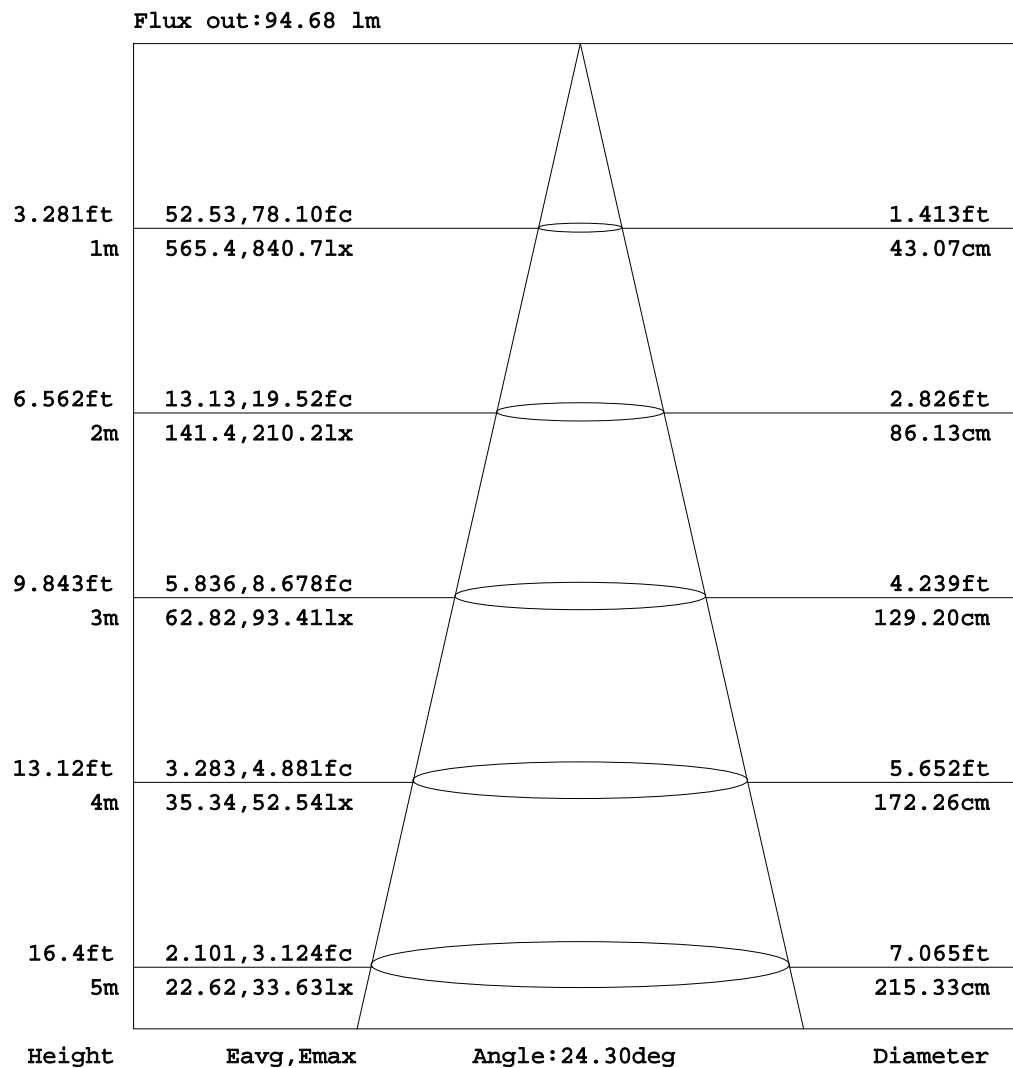 Flux out:94.68 lm
3.281ft 52.53,78.10fc 1.413ft
1m 565.4,840.7lx 43.07cm
6.562ft 13.13,19.52fc 2.826ft
2m 141.4,210.2lx 86.13cm
9.843ft 5.836,8.678fc 4.239ft
3m 62.82,93.41lx 129.20cm
13.12ft 3.283,4.881fc 5.652ft
4m 35.34,52.54lx 172.26cm
16.4ft 2.101,3.124fc 7.065ft
5m 22.62,33.63lx 215.33cm
Height Eavg,Emax Angle:24.30deg Diameter